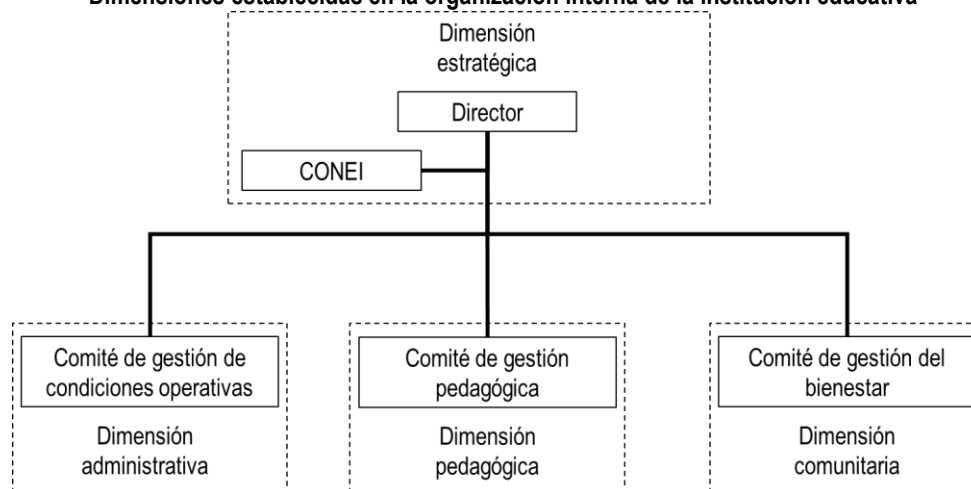 Dimensiones establecidas en la organización interna de la institución educativa
Dimensión
estratégica
Director
CONEI
Comité de gestión de
condiciones operativas
Dimensión
administrativa
Comité de gestión
pedagógica
Dimensión
pedagógica
Comité de gestión del
bienestar
Dimensión
comunitaria